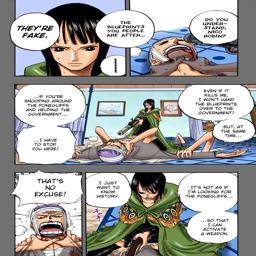 DO YOU
UNDER-
STAND,
NICO
ROBIN?
THE
BLUEPRINTS
YOU PEOPLE
ARE AFTER...
THEY'RE
FAKE.
EVEN IF IT
KILLS ME,
I WON'T HAND
THE BLUEPRINTS
OVER TO THE
GOVERNMENT...
BUT, AT
THE SAME
TIME...
IF YOU'RE
SNOOPING AROUND
THE PONEGLIFFS
AND HELPING THE
GOVERNMENT...
...I HAVE
TO STOP
YOU HERE!
IT'S NOT AS IF
I'M LOOKING FOR
THE PONEGLIFFS...
...SO THAT
I CAN
ACTIVATE
A WEAPON.
I JUST
WANT TO
KNOW
HISTORY.
THAT'S
NO
EXCUSE!